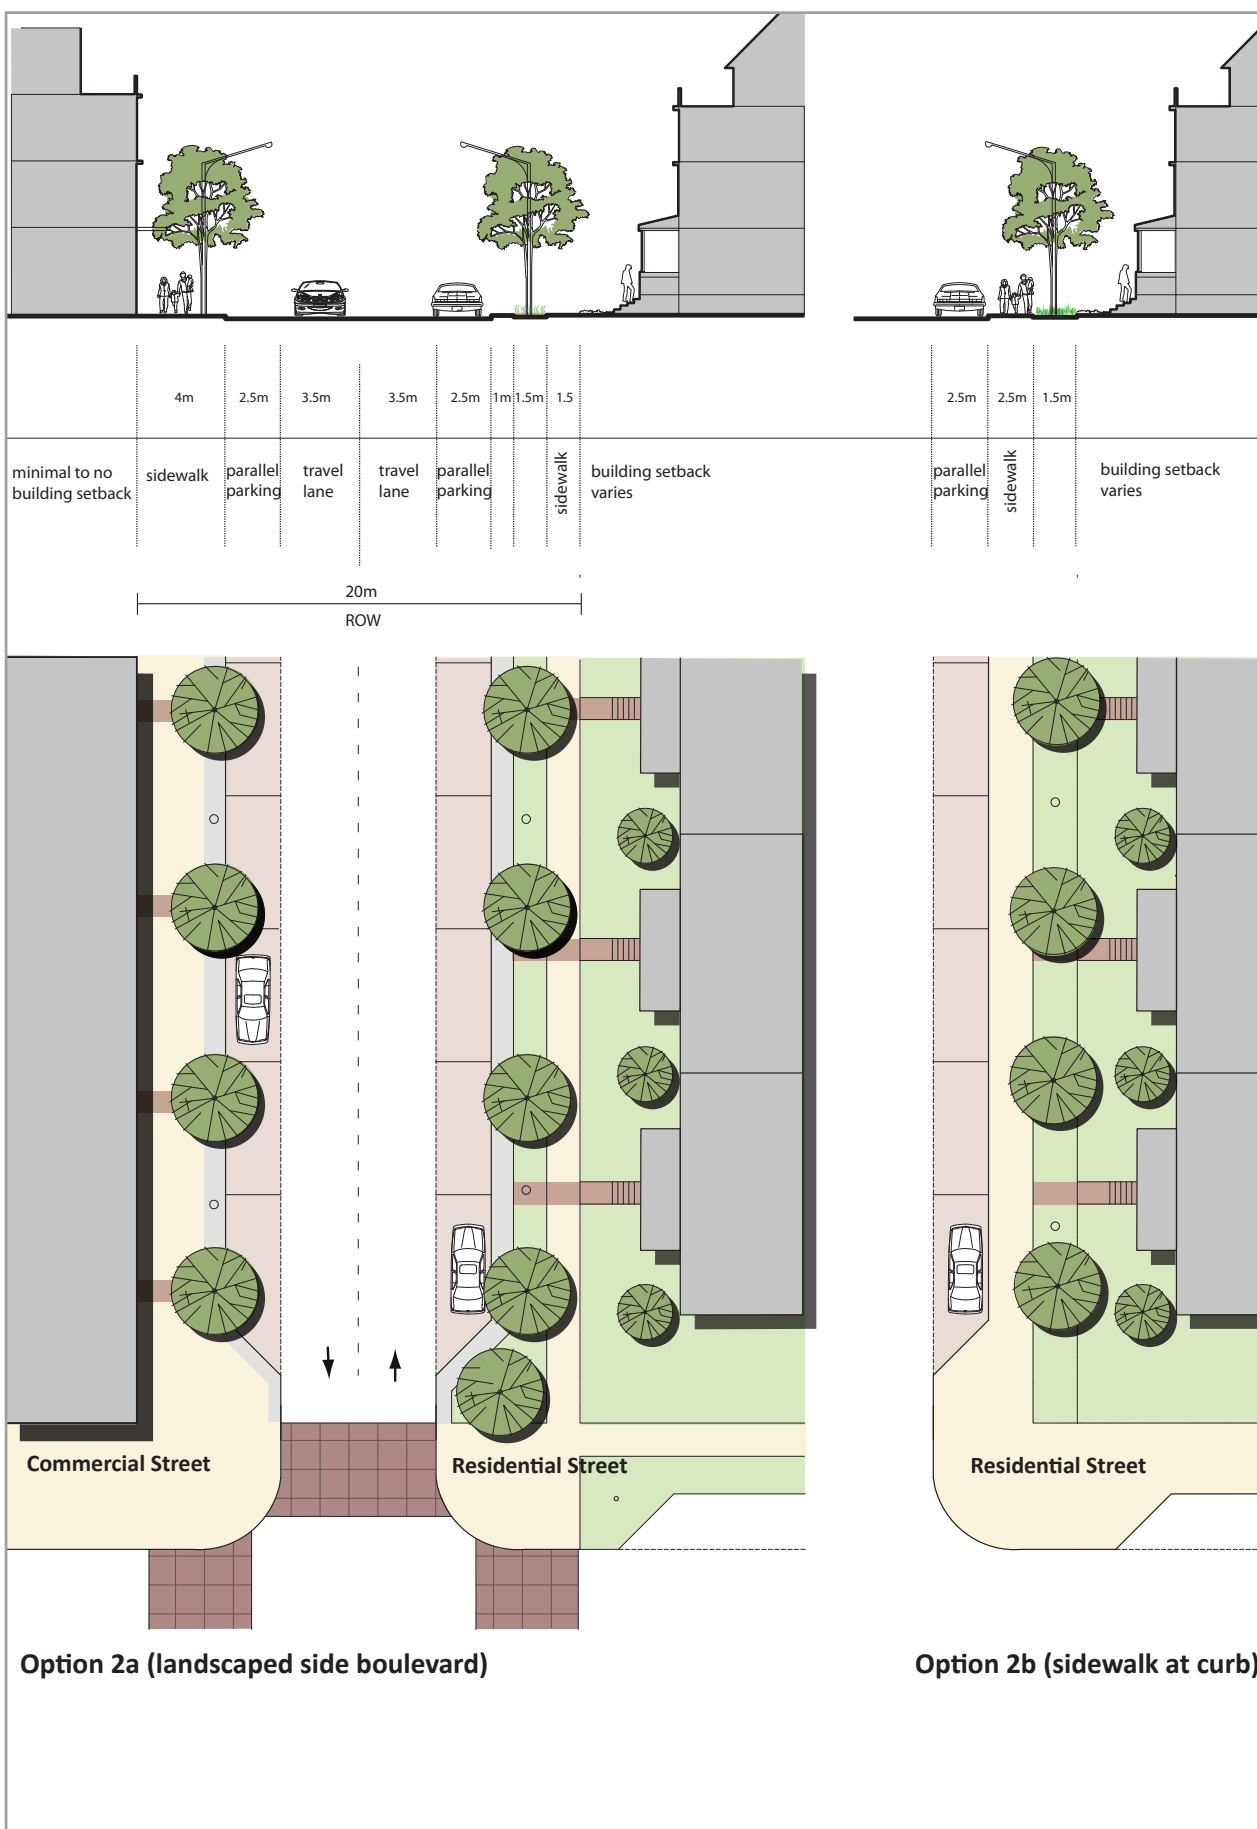 4m 2.5m 3.5m 3.5m 2.5m 1m 1.5m 1.5
2.5m 2.5m 1.5m
minimal to no
building setback
sidewalk
parallel
parking
travel
lane
travel
lane
parallel
parking
sidewalk
building setback
varies
parallel
parking
sidewalk
building setback
varies
20m
ROW
Commercial Street
Residential Street
Residential Street
Option 2a (landscaped side boulevard)
Option 2b (sidewalk at curb)